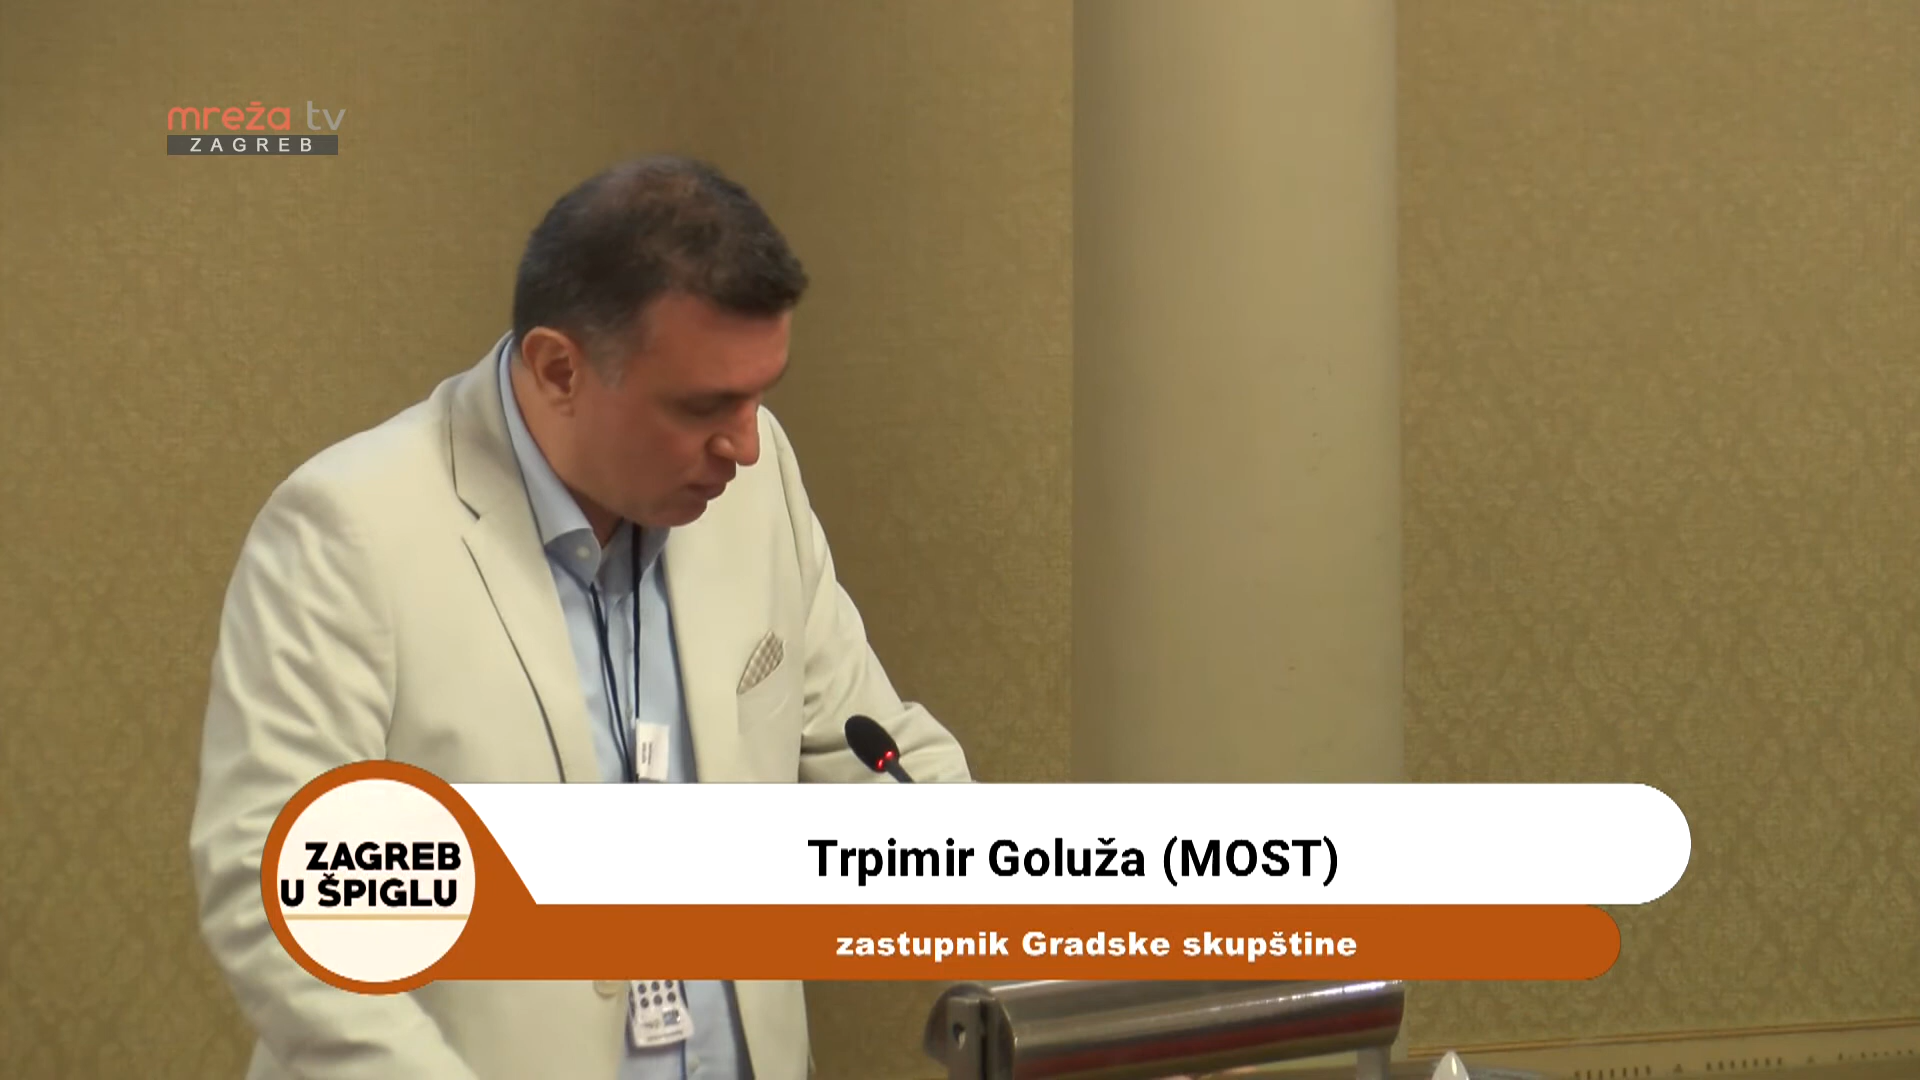 mreža tv
ZAGREB
Trpimir Goluža (MOST)
ZAGREB
U ŠPIGLU
zastupnik Gradske skupštine